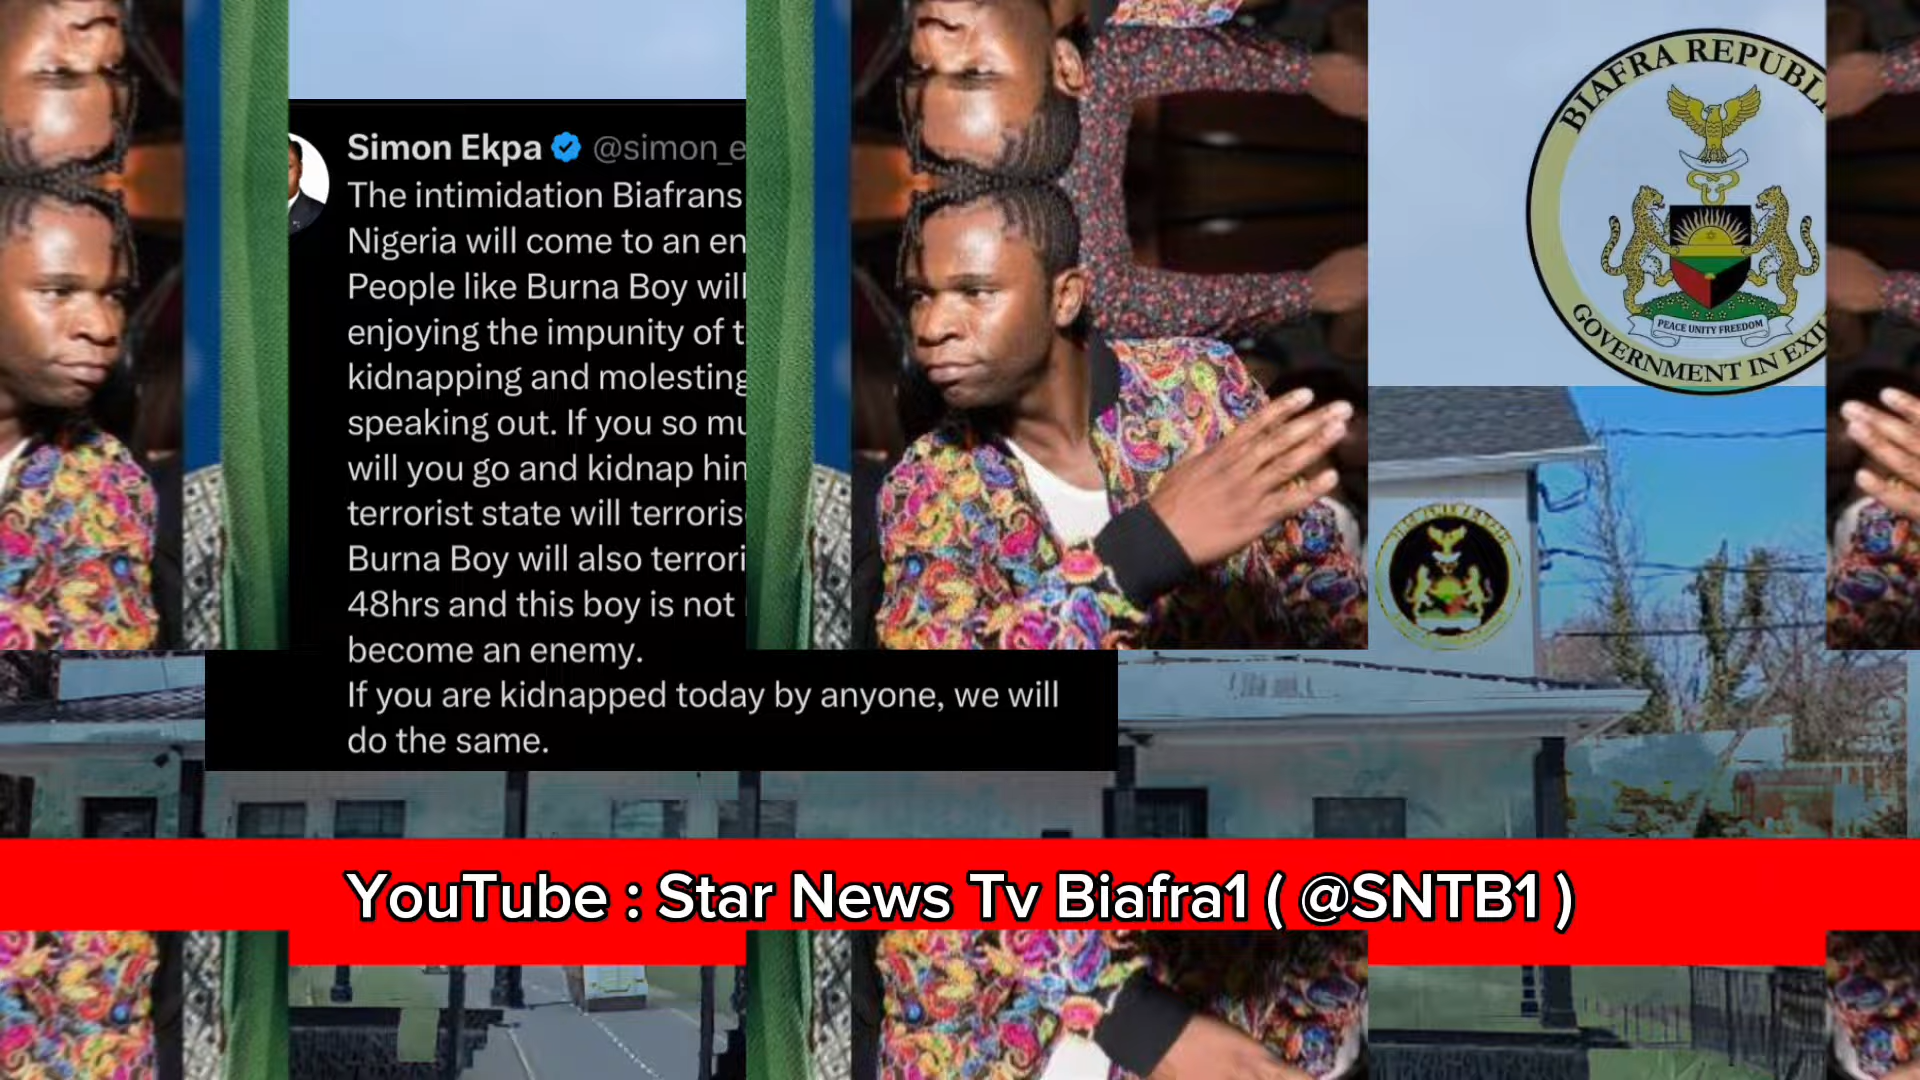 Simon Ekpa @simon_e
The intimidation Biafrans
Nigeria will come to an en
People like Burna Boy will
enjoying the impunity of t
kidnapping and molesting
speaking out. If you so mu
will you go and kidnap him
terrorist state will terroris
Burna Boy will also terrori
48hrs and this boy is not
become an enemy.
If you are kidnapped today by anyone, we will
do the same.
BIAFRA REPUBLI
PEACE UNITY FREEDOM
GOVERNMENT IN EXI
YouTube : Star News Tv Biafra1 ( @SNTB1 )